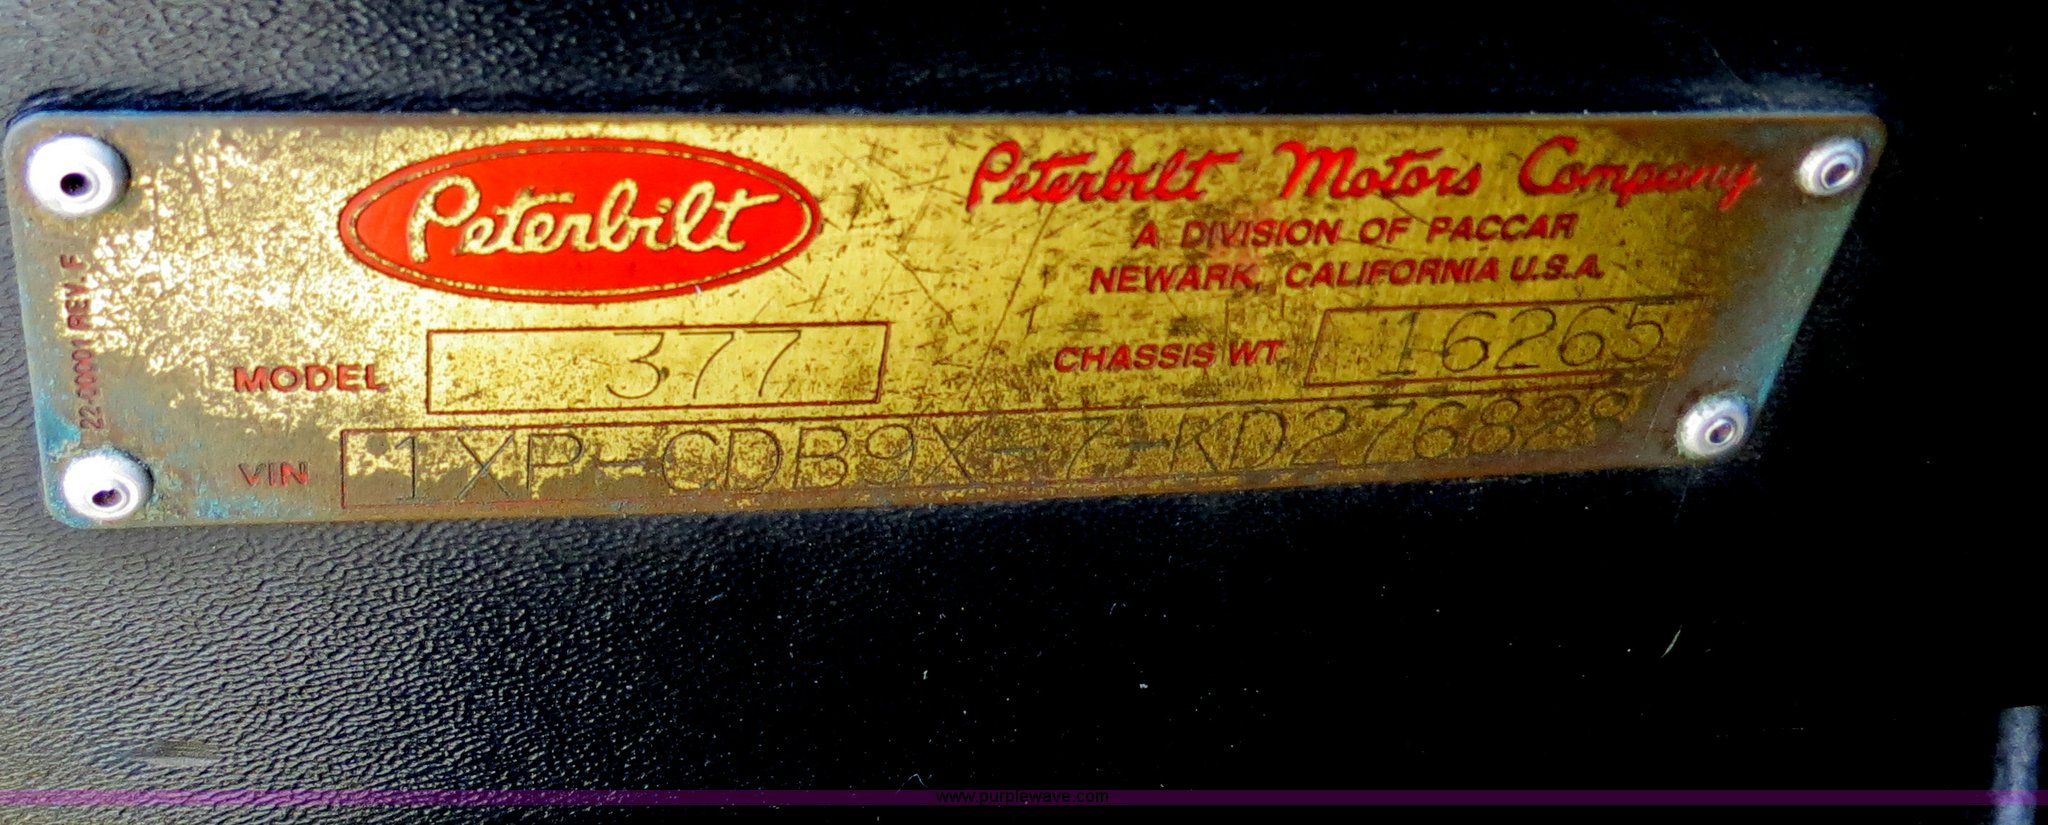 Peterbilt
Peterbilt Motors Company
A DIVISION OF PACCAR
NEWARK, CALIFORNIA U.S.A.
MODEL 377
CHASSIS WT. 16265
VIN 1XP-CDB9X-7-KD276828
22-00001 REV. F
www.purplewave.com